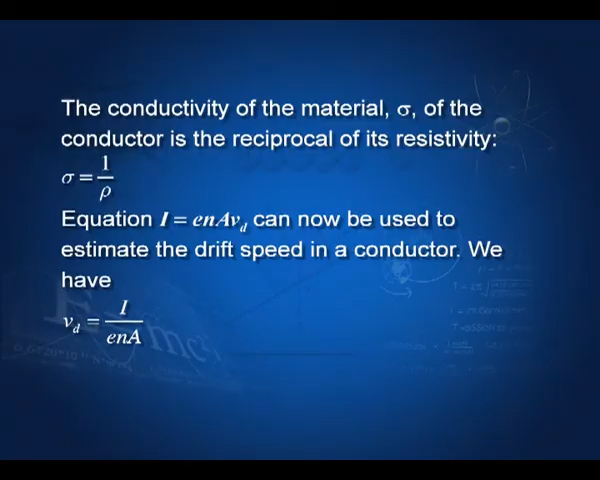 The conductivity of the material, σ, of the
conductor is the reciprocal of its resistivity:
σ = 1/ρ
Equation I = enAv_d can now be used to
estimate the drift speed in a conductor. We
have
v_d = I/enA